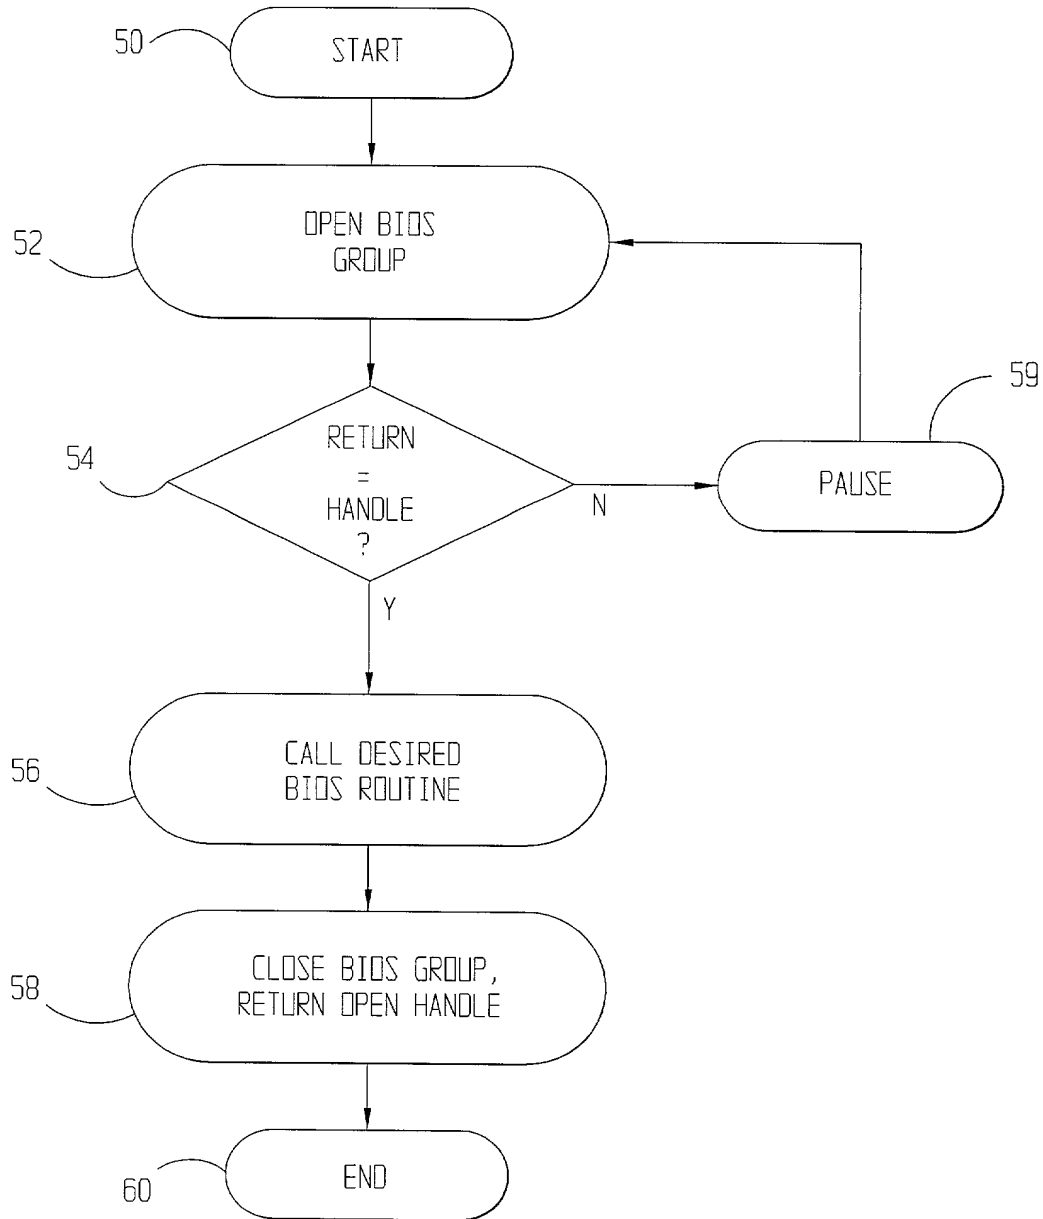 50
START
52
OPEN BIOS
GROUP
54
RETURN
=
HANDLE
?
N
59
PAUSE
Y
56
CALL DESIRED
BIOS ROUTINE
58
CLOSE BIOS GROUP,
RETURN OPEN HANDLE
60
END